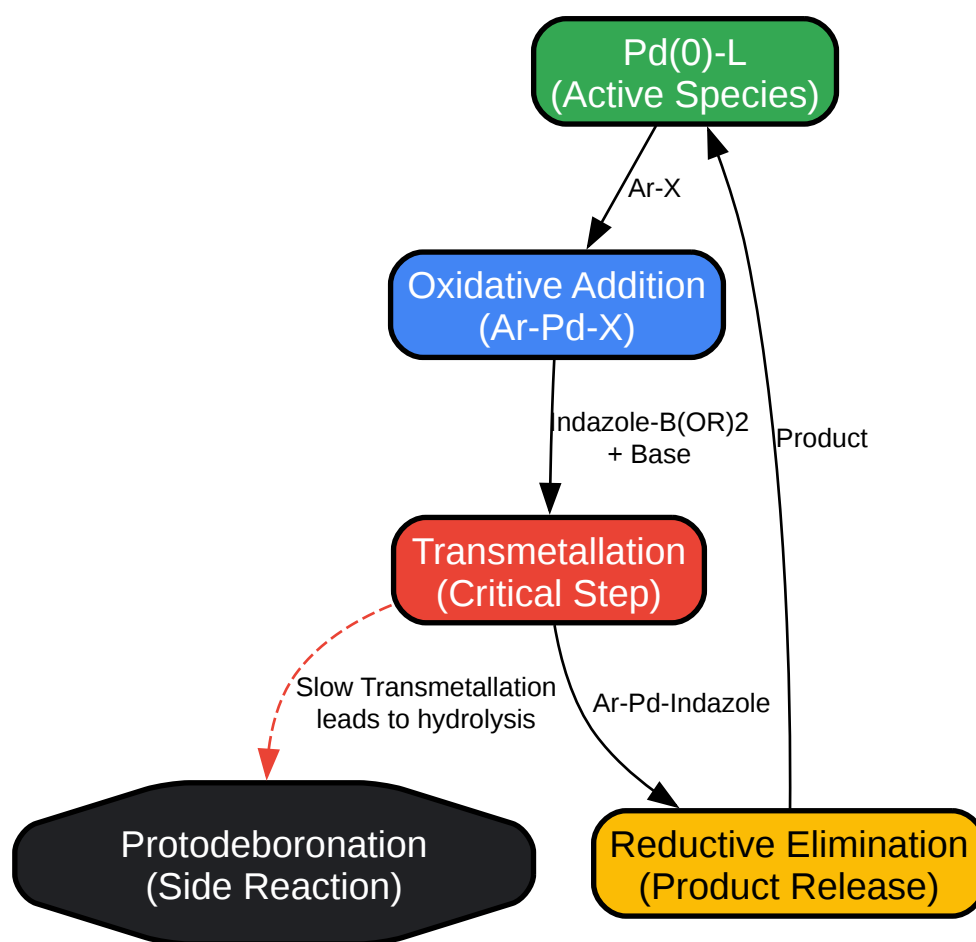 Pd(0)-L
(Active Species)
Ar-X
Oxidative Addition
(Ar-Pd-X)
Indazole-B(OR)2
+ Base
Product
Transmetallation
(Critical Step)
Slow Transmetallation
leads to hydrolysis
Ar-Pd-Indazole
Protodeboronation
(Side Reaction)
Reductive Elimination
(Product Release)